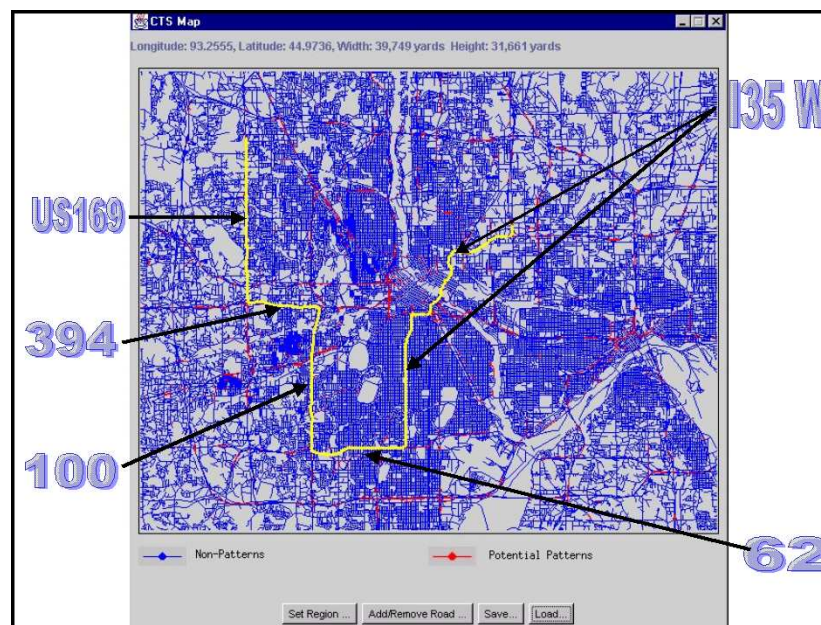 CTS Map
Longitude: 93.2555, Latitude: 44.9736, Width: 39,749 yards Height: 31,661 yards
I35 W
US169
394
100
62
Non-Patterns
Potential Patterns
Set Region ...
Add/Remove Road ...
Save...
Load...